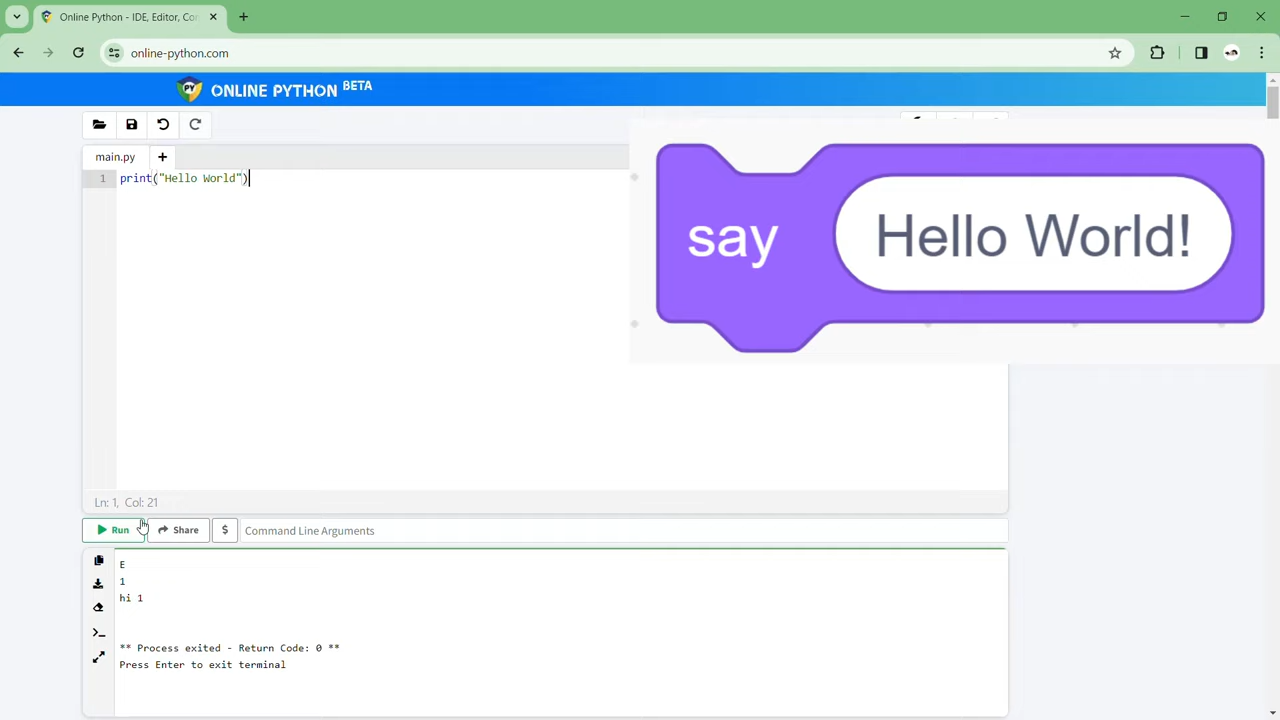 Online Python - IDE, Editor, Co
online-python.com
PY ONLINE PYTHON BETA
main.py
1 print("Hello World")
say Hello World!
Ln: 1, Col: 21
Run Share $ Command Line Arguments
E
1
hi 1
** Process exited - Return Code: 0 **
Press Enter to exit terminal